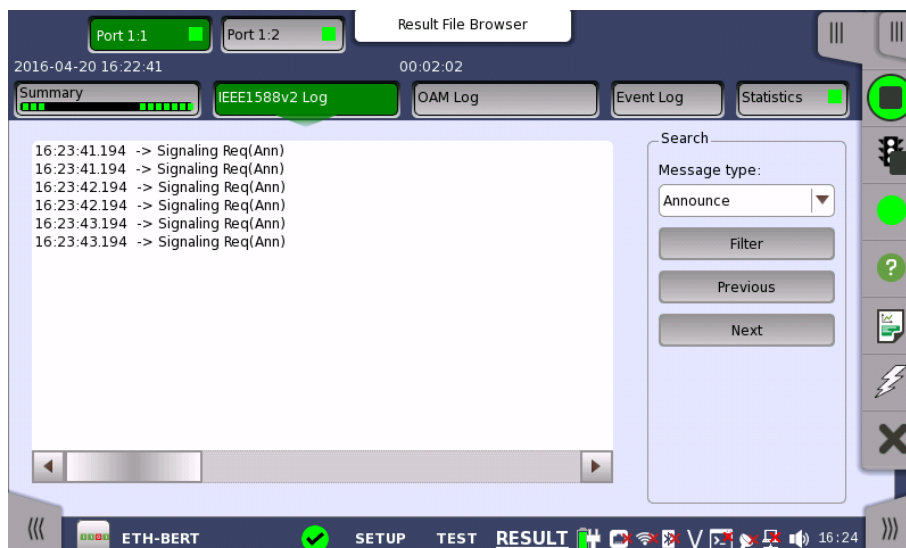 Port 1:1
Port 1:2
Result File Browser
2016-04-20 16:22:41
00:02:02
Summary
IEEE1588v2 Log
OAM Log
Event Log
Statistics
16:23:41.194 -> Signaling Req(Ann)
16:23:41.194 -> Signaling Req(Ann)
16:23:42.194 -> Signaling Req(Ann)
16:23:42.194 -> Signaling Req(Ann)
16:23:43.194 -> Signaling Req(Ann)
16:23:43.194 -> Signaling Req(Ann)
Search
Message type:
Announce
Filter
Previous
Next
ETH-BERT
SETUP
TEST
RESULT
16:24